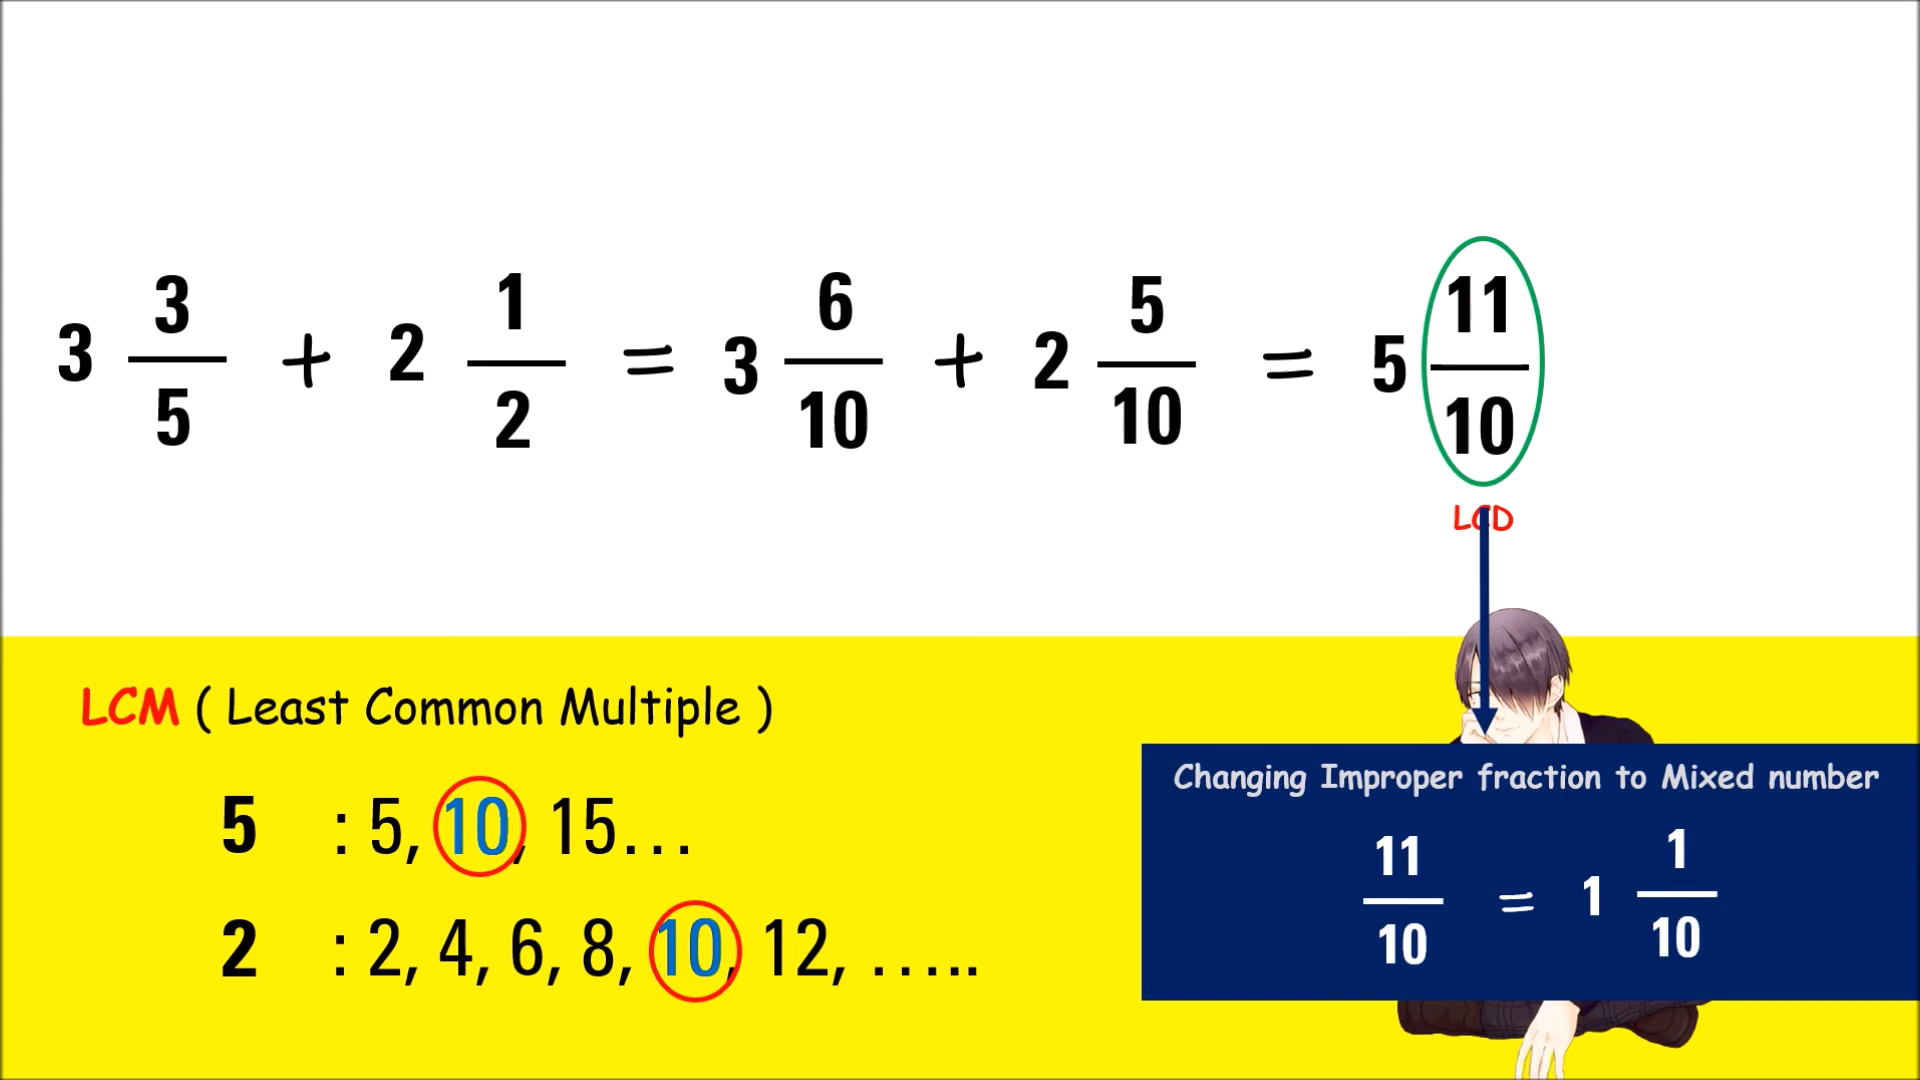 3 3/5 + 2 1/2 = 3 6/10 + 2 5/10 = 5 11/10
LCD
LCM ( Least Common Multiple )
5 : 5, 10, 15...
2 : 2, 4, 6, 8, 10, 12, .....
Changing Improper fraction to Mixed number
11/10 = 1 1/10